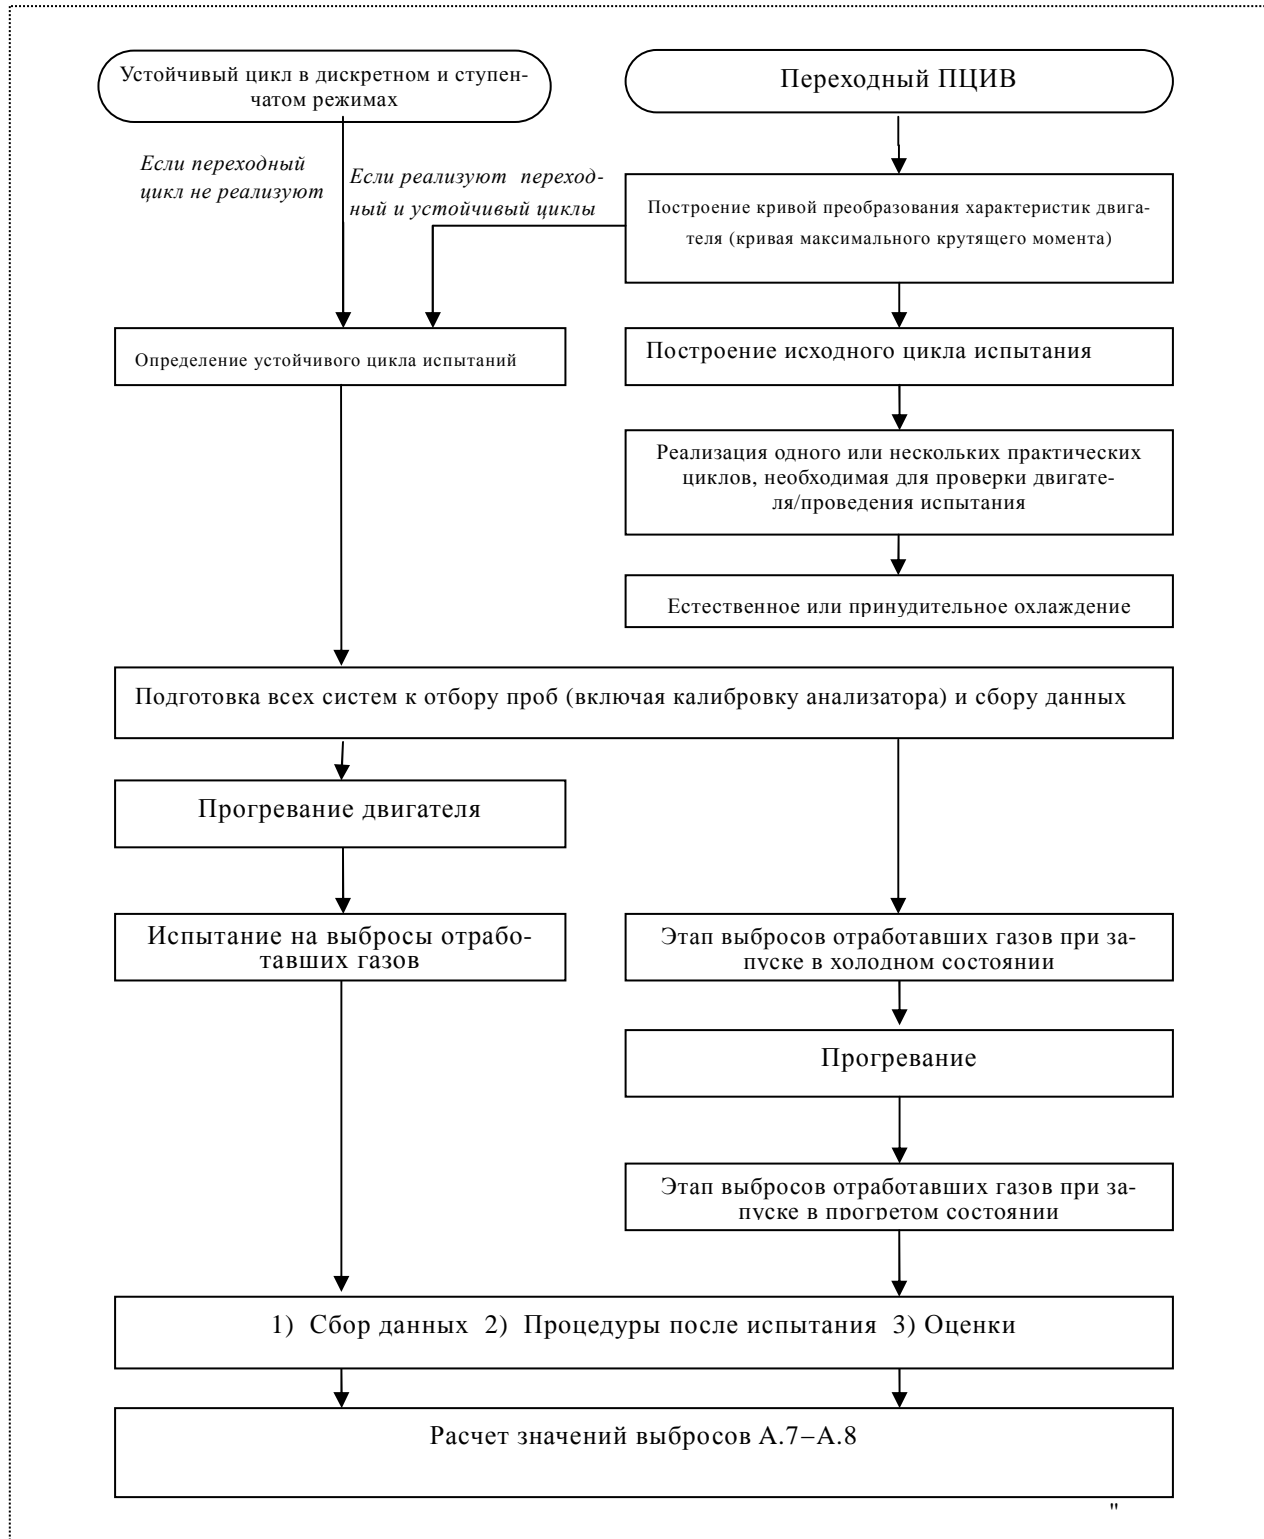 Устойчивый цикл в дискретном и ступен-
чатом режимах
Переходный ПЦИВ
Если переходный
цикл не реализуют
Если реализуют переход-
ный и устойчивый циклы
Построение кривой преобразования характеристик двига-
теля (кривая максимального крутящего момента)
Определение устойчивого цикла испытаний
Построение исходного цикла испытания
Реализация одного или нескольких практических
циклов, необходимая для проверки двигате-
ля/проведения испытания
Естественное или принудительное охлаждение
Подготовка всех систем к отбору проб (включая калибровку анализатора) и сбору данных
Прогревание двигателя
Испытание на выбросы отрабо-
тавших газов
Этап выбросов отработавших газов при за-
пуске в холодном состоянии
Прогревание
Этап выбросов отработавших газов при за-
пуске в прогретом состоянии
1) Сбор данных 2) Процедуры после испытания 3) Оценки
Расчет значений выбросов А.7–А.8
"